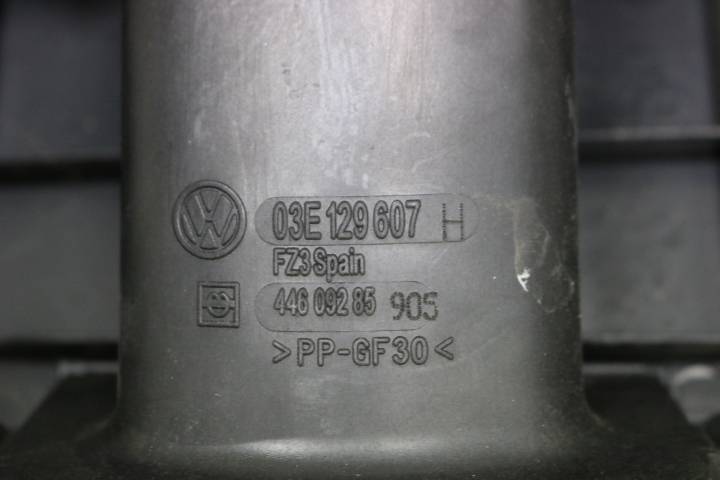 03E 129 607 H
FZ3 Spain
446 092 85 905
>PP-GF30<